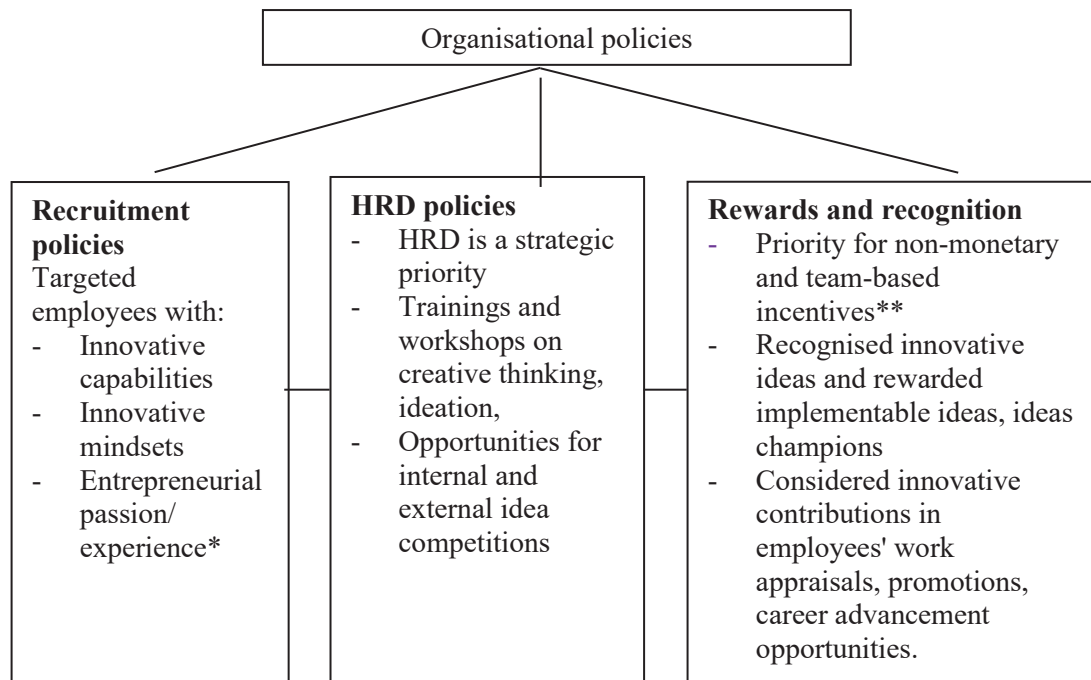 Organisational policies
Recruitment
policies
Targeted
employees with:
- Innovative
capabilities
- Innovative
mindsets
- Entrepreneurial
passion/
experience*
HRD policies
- HRD is a strategic
priority
- Trainings and
workshops on
creative thinking,
ideation,
- Opportunities for
internal and
external idea
competitions
Rewards and recognition
- Priority for non-monetary
and team-based
incentives**
- Recognised innovative
ideas and rewarded
implementable ideas, ideas
champions
- Considered innovative
contributions in
employees' work
appraisals, promotions,
career advancement
opportunities.